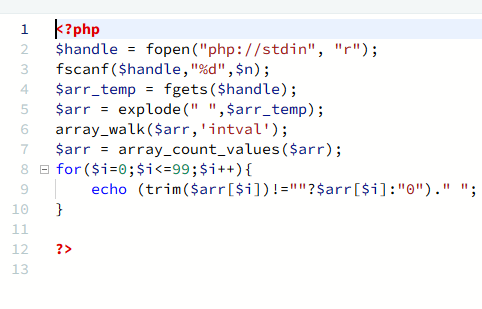 1 <?php
2 $handle = fopen("php://stdin", "r");
3 fscanf($handle,"%d",$n);
4 $arr_temp = fgets($handle);
5 $arr = explode(" ",$arr_temp);
6 array_walk($arr,'intval');
7 $arr = array_count_values($arr);
8 for($i=0;$i<=99;$i++){
9     echo (trim($arr[$i])!=""?$arr[$i]:"0")." ";
10 }
11
12 ?>
13